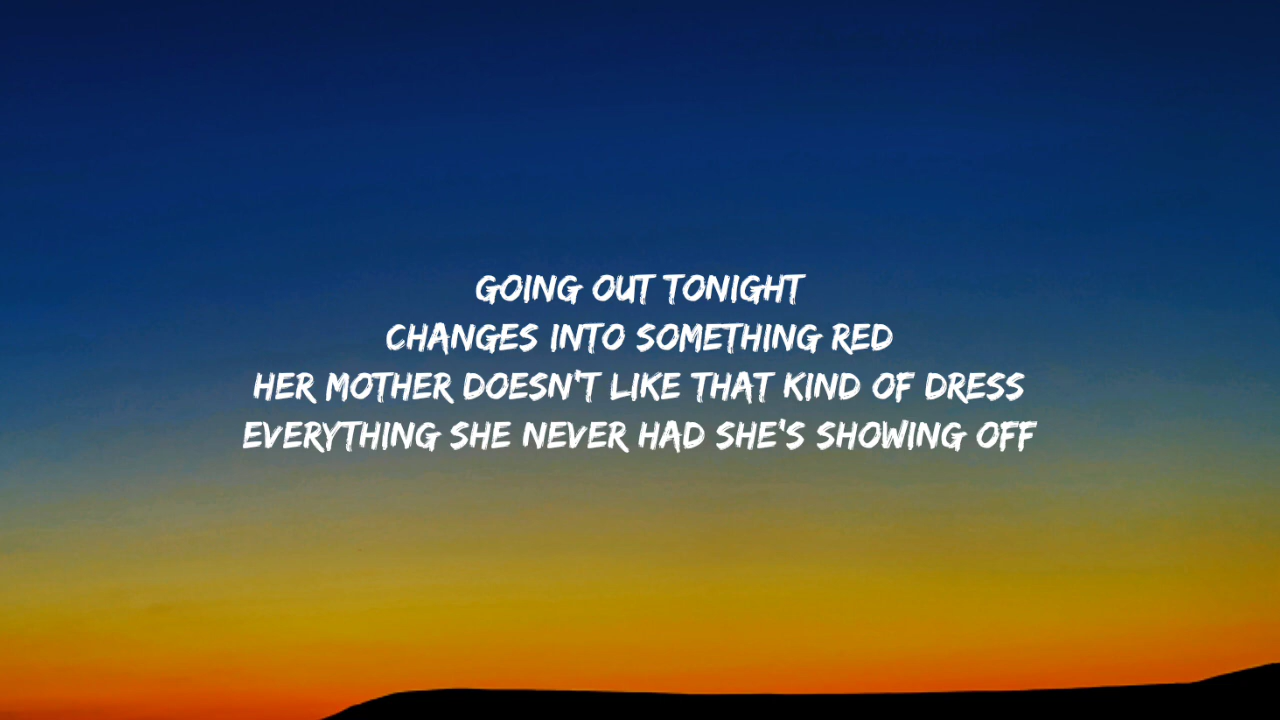 GOING OUT TONIGHT
CHANGES INTO SOMETHING RED
HER MOTHER DOESN'T LIKE THAT KIND OF DRESS
EVERYTHING SHE NEVER HAD SHE'S SHOWING OFF